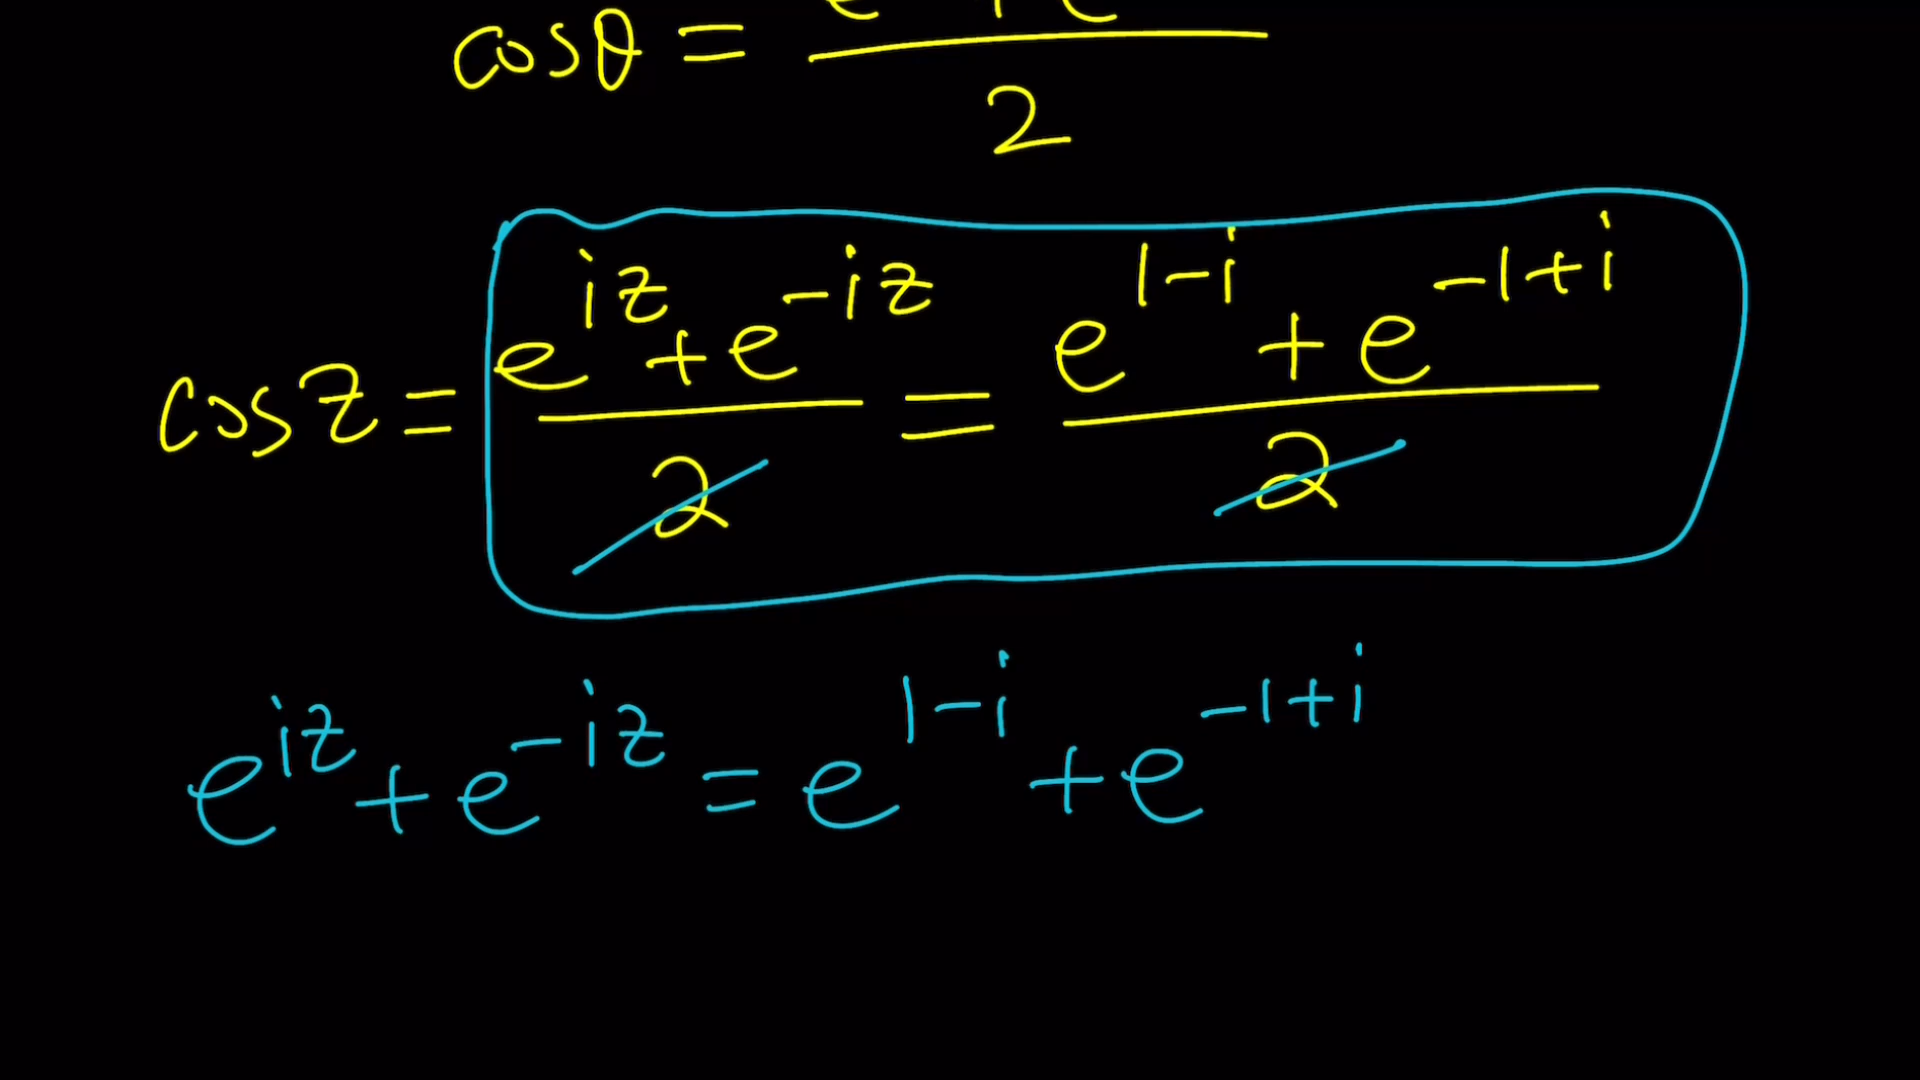 cosθ = e + e / 2
cos z = (e^{iz} + e^{-iz}) / 2 = (e^{1-i} + e^{-1+i}) / 2
e^{iz} + e^{-iz} = e^{1-i} + e^{-1+i}